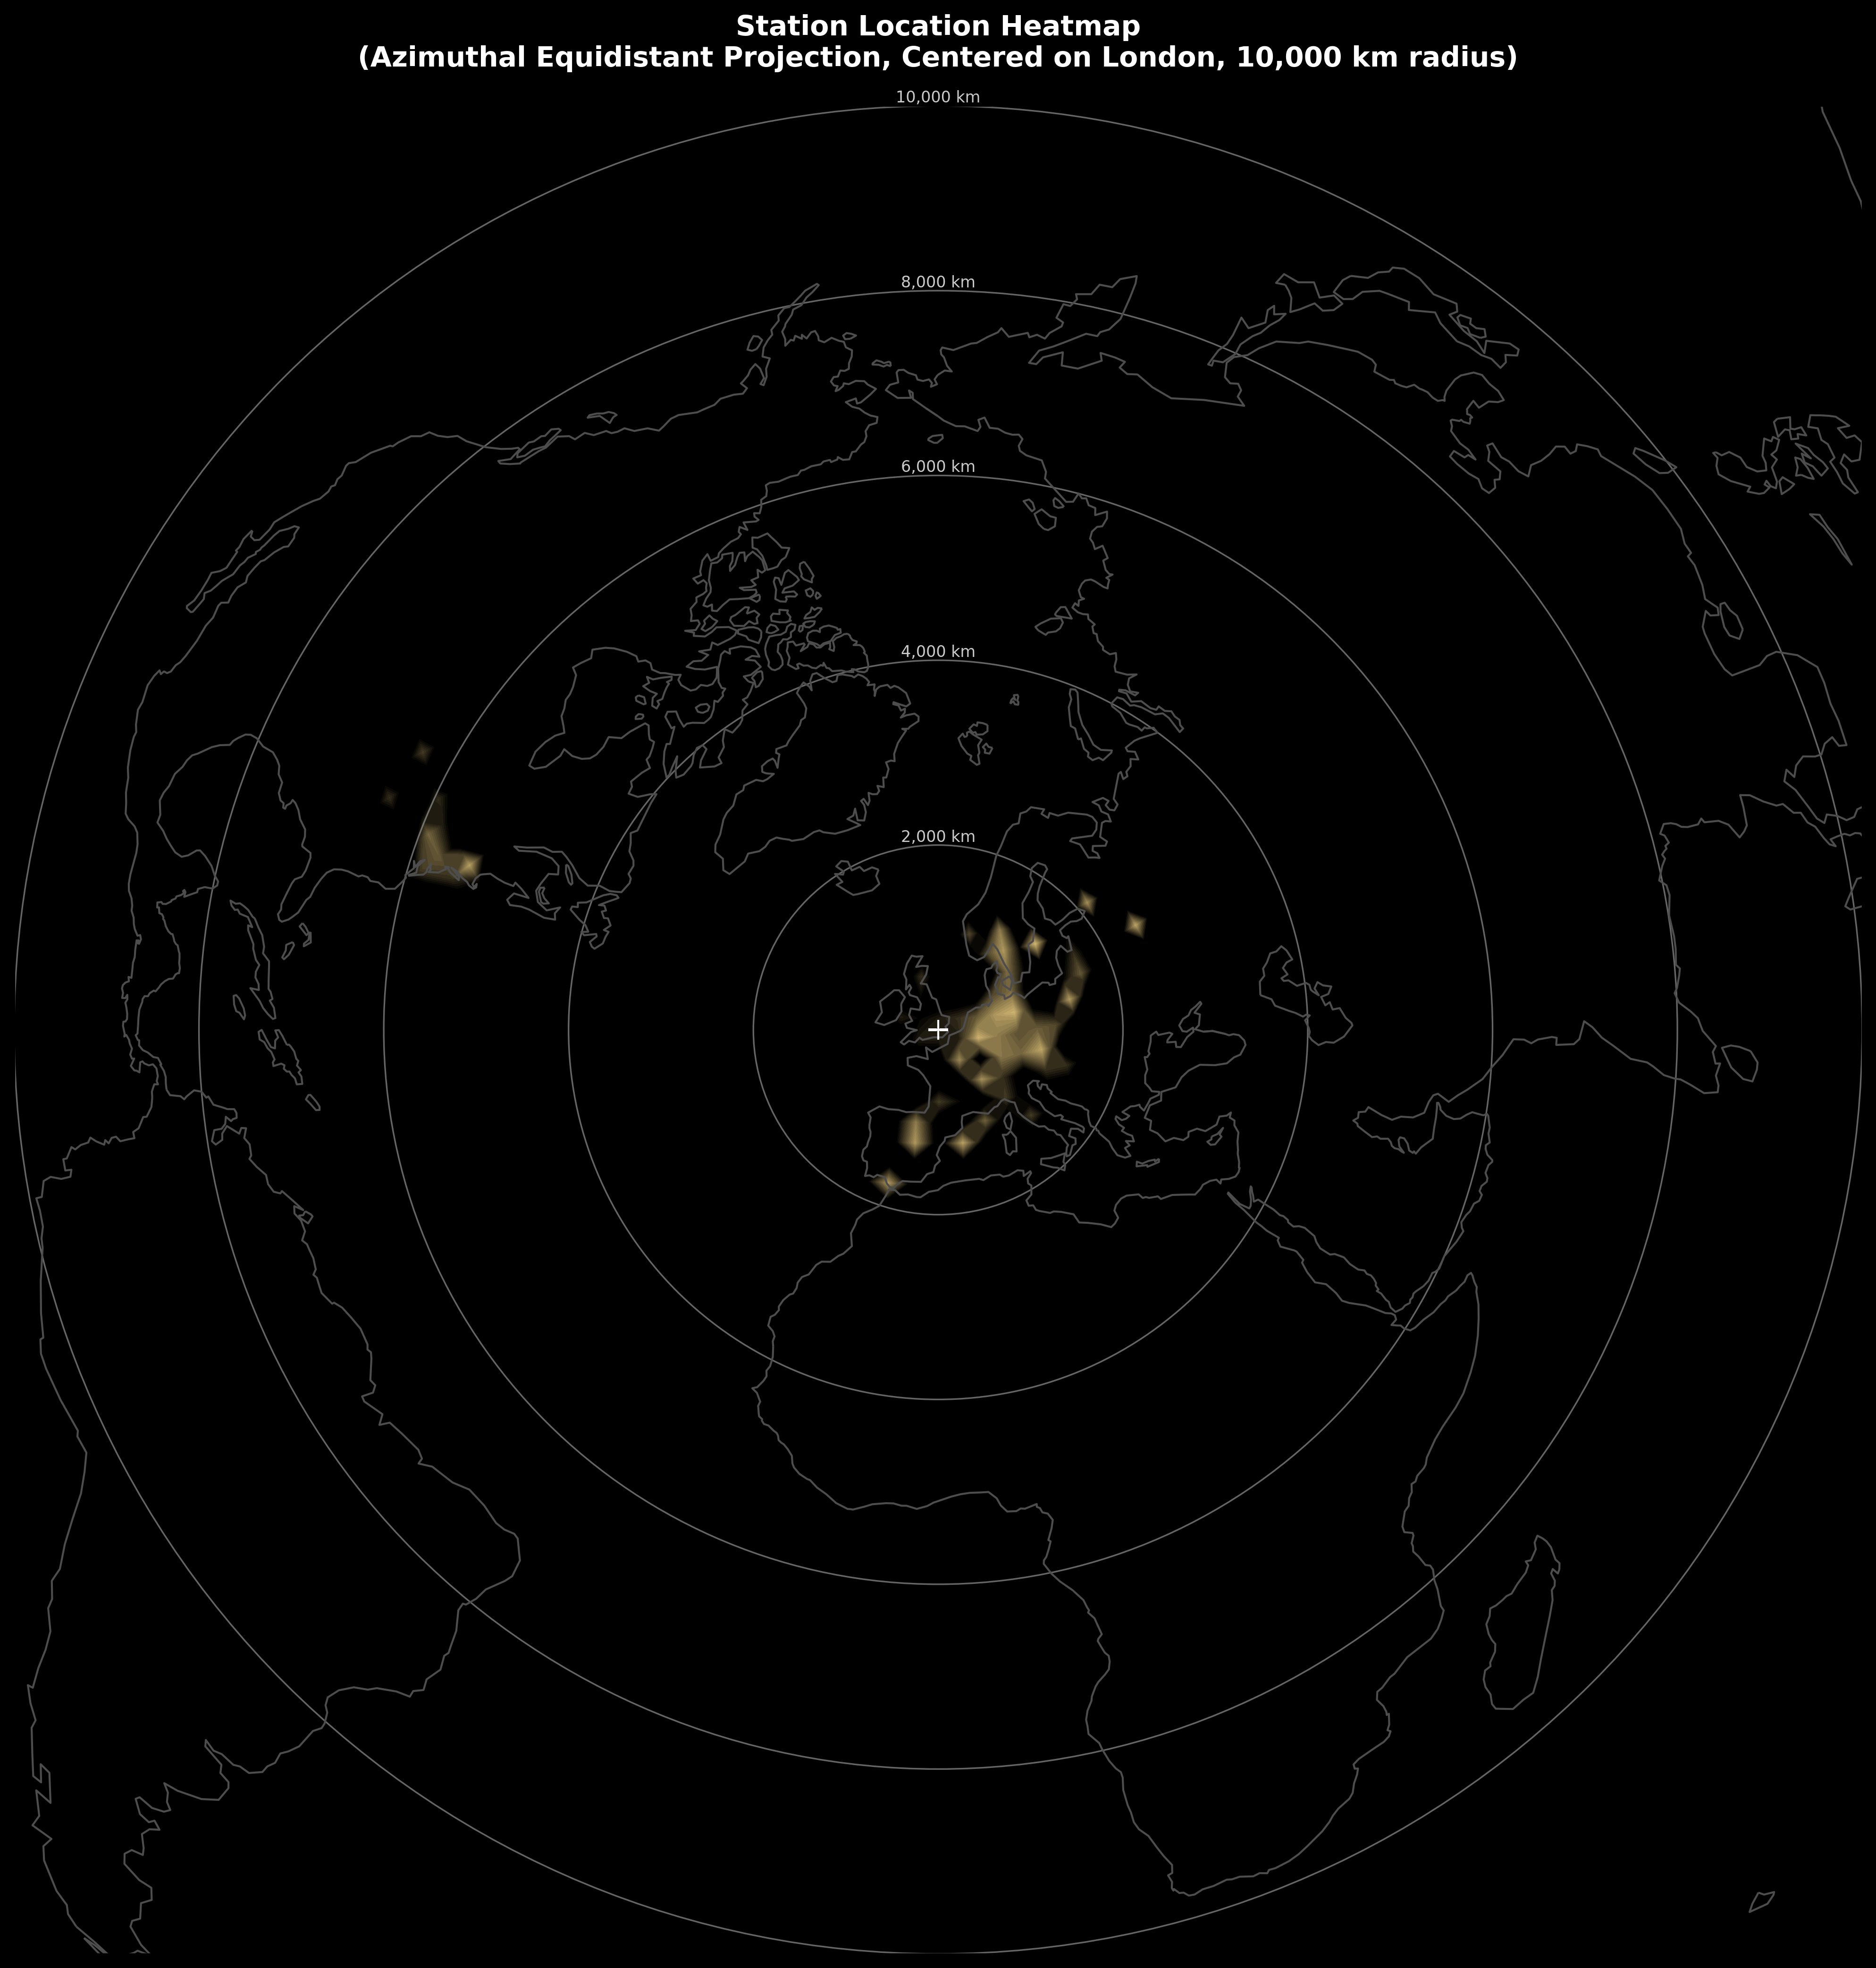 Station Location Heatmap
(Azimuthal Equidistant Projection, Centered on London, 10,000 km radius)
10,000 km
8,000 km
6,000 km
4,000 km
2,000 km